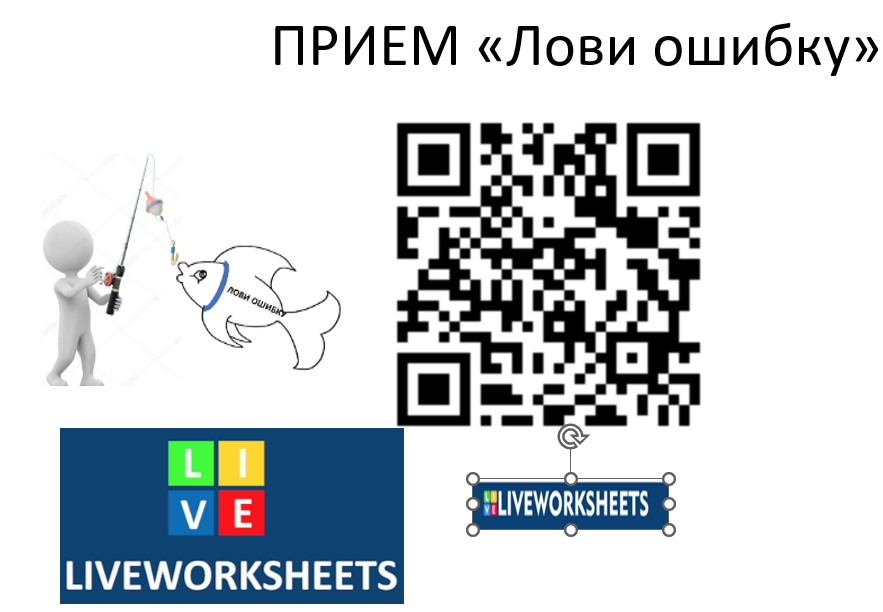 ПРИЕМ «Лови ошибку»
ЛОВИ ОШИБКУ
L I
V E
LIVEWORKSHEETS
L I
V E
LIVEWORKSHEETS